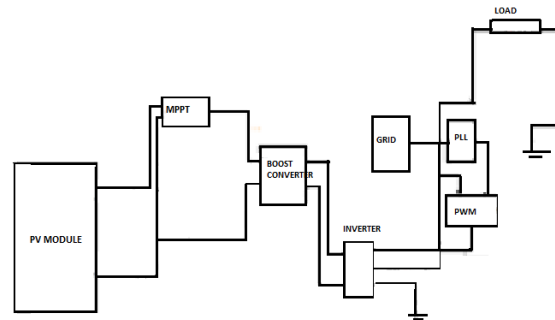 LOAD
MPPT
GRID
PLL
BOOST
CONVERTER
PWM
INVERTER
PV MODULE